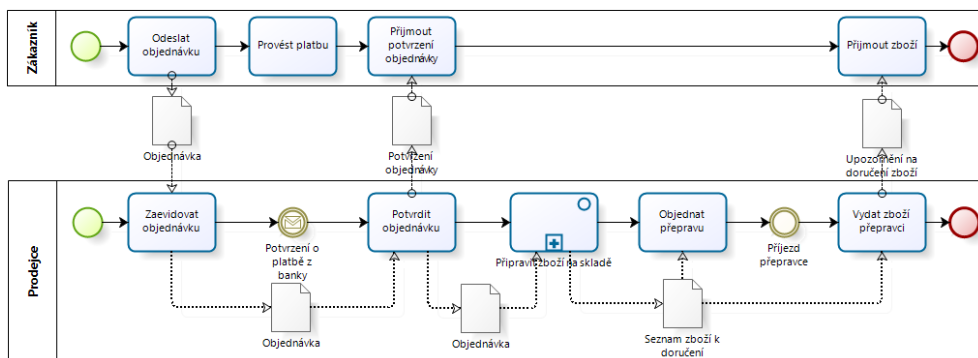 Zákazník
Odeslat
objednávku
Provést platbu
Přijmout
potvrzení
objednávky
Přijmout zboží
Objednávka
Potvrzení
objednávky
Upozornění na
doručení zboží
Prodejce
Zaevidovat
objednávku
Potvrzení o
platbě z
banky
Potvrdit
objednávku
Připravit zboží na skladě
Objednat
přepravu
Příjezd
přepravce
Vydat zboží
přepravci
Objednávka
Objednávka
Seznam zboží k
doručení